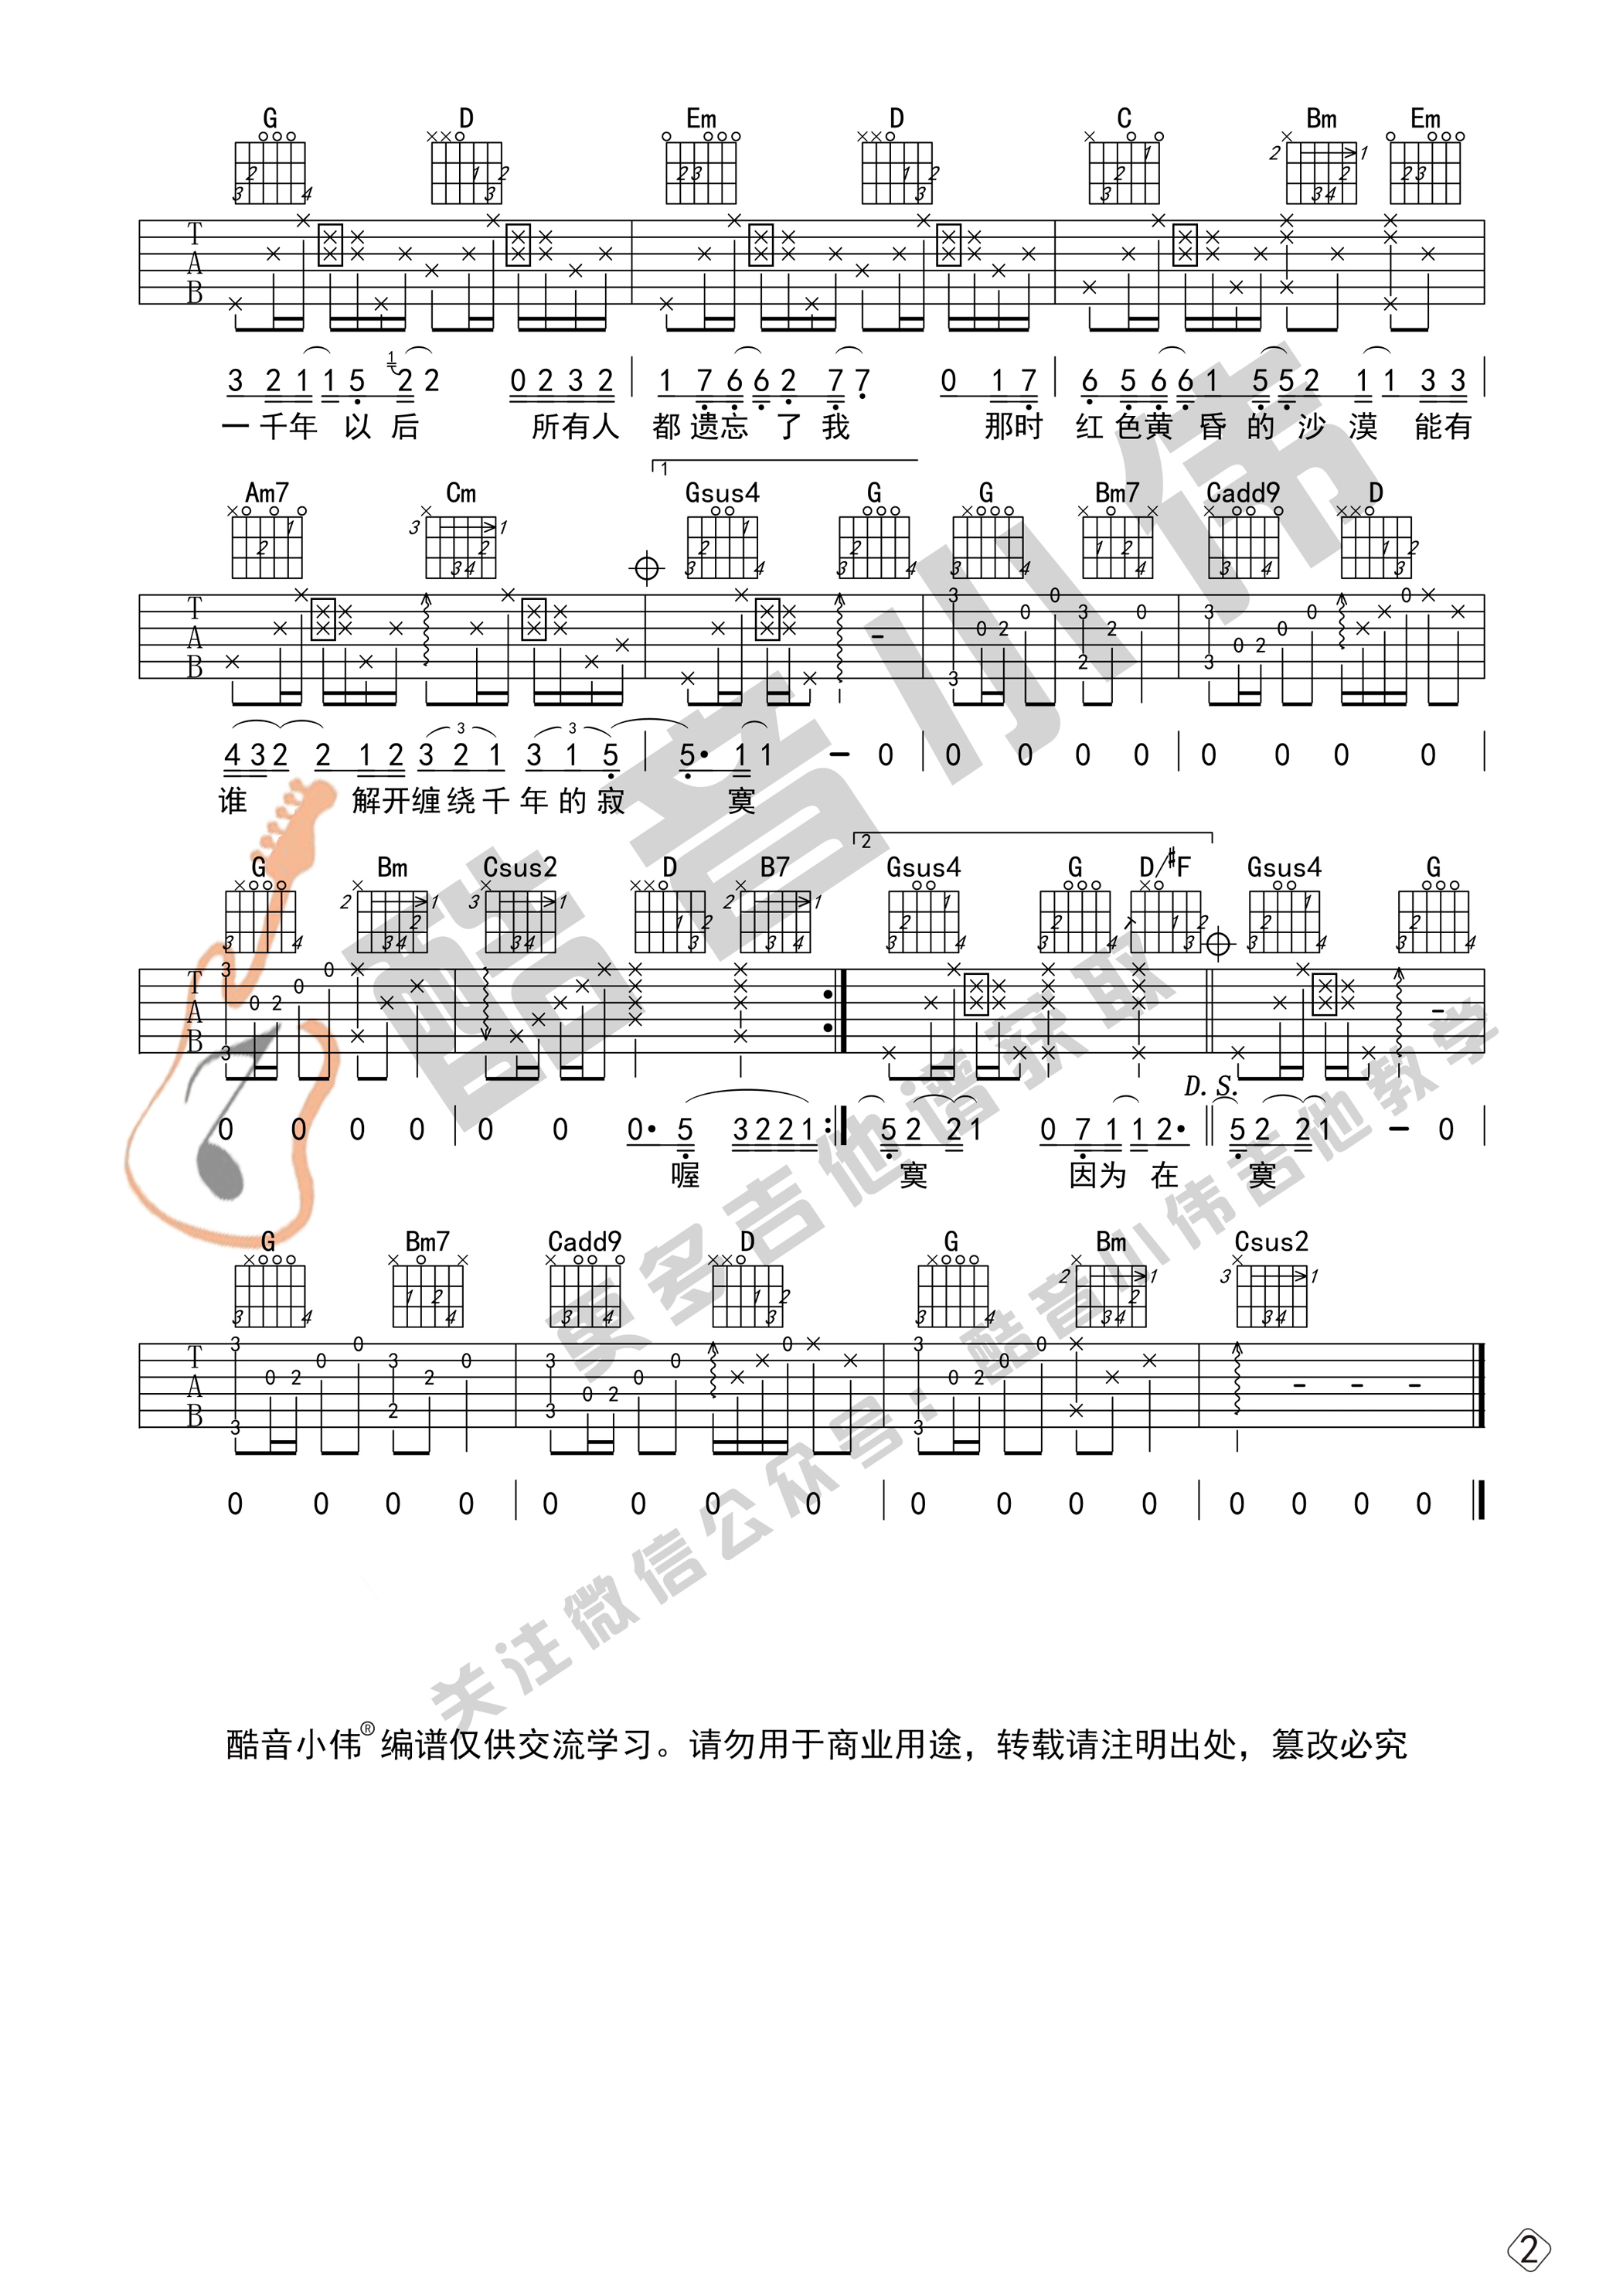 G D Em D C Bm Em
T A B
3 2 1 1 5 1 2 2 0 2 3 2 1 7 6 6 2 7 7 0 1 7 6 5 6 6 1 5 5 2 1 1 3 3
一 千年 以 后 所有人 都 遗忘 了 我 那时 红 色黄 昏 的 沙 漠 能有
1
Am7 Cm Gsus4 G G Bm7 Cadd9 D
T A B
4 3 2 2 1 2 3 2 1 3 1 5 5· 1 1 - 0 0 0 0 0 0 0 0 0
谁 解开缠绕千年的寂 寞
2
G Bm Csus2 D B7 Gsus4 G D/#F Gsus4 G
T A B
D. S.
0 0 0 0 0 0 0· 5 3 2 2 1 5 2 2 1 0 7 1 1 2· 5 2 2 1 - 0
喔 寞 因为 在 寞
G Bm7 Cadd9 D G Bm Csus2
T A B
0 0 0 0 0 0 0 0 0 0 0 0 0 0 0 0
酷音小伟
更多吉他谱获取
关注微信公众号：酷音小伟吉他教学
酷音小伟®编谱仅供交流学习。请勿用于商业用途，转载请注明出处，篡改必究
2